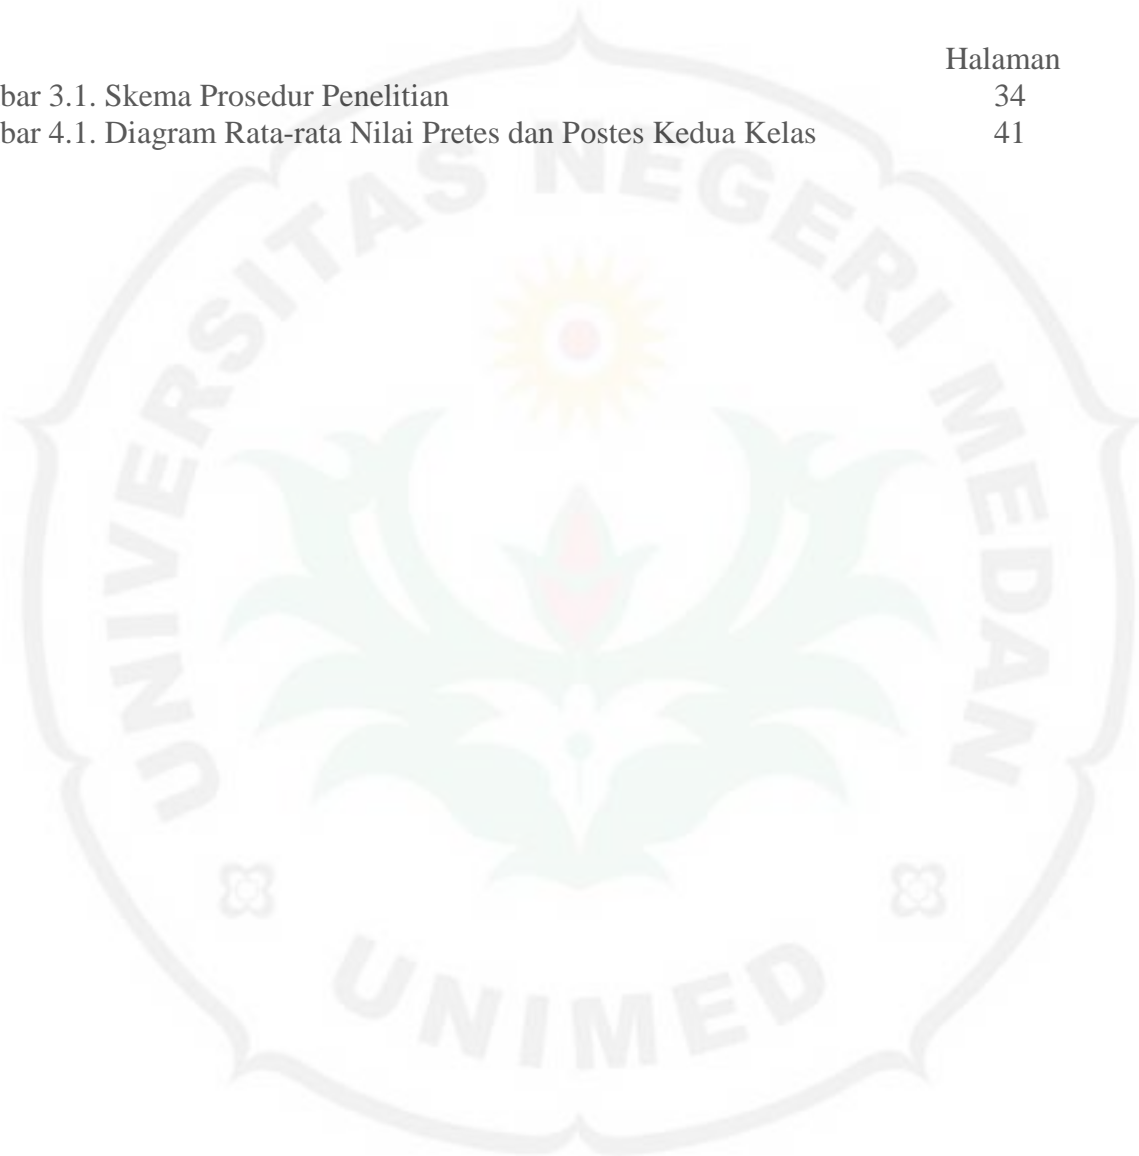 Halaman
bar 3.1. Skema Prosedur Penelitian 34
bar 4.1. Diagram Rata-rata Nilai Pretes dan Postes Kedua Kelas 41
UNIVERSITAS NEGERI MEDAN
UNIMED